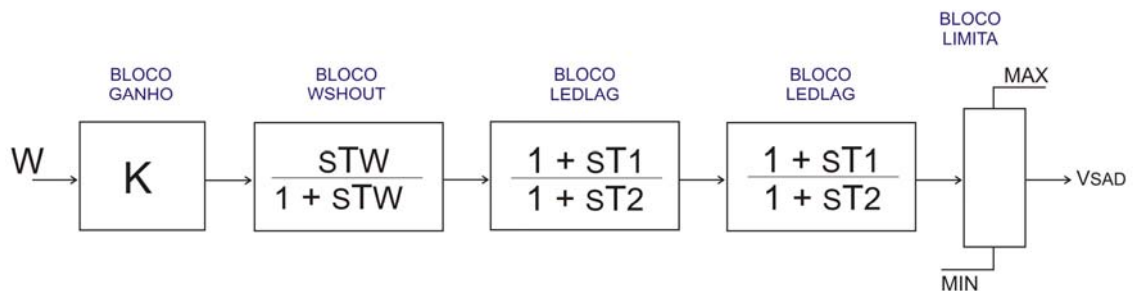 BLOCO
LIMITA
BLOCO
GANHO
BLOCO
WSHOUT
BLOCO
LEDLAG
BLOCO
LEDLAG
MAX
W
K
sTW
1 + sTW
1 + sT1
1 + sT2
1 + sT1
1 + sT2
VSAD
MIN